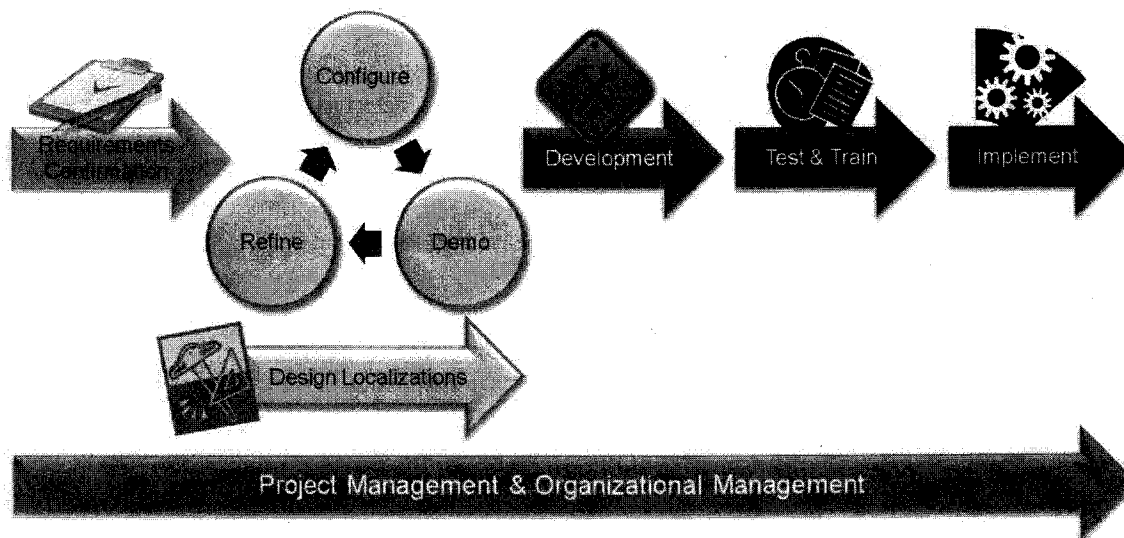 Configure
Requirements
Confirmation
Development
Test & Train
Implement
Refine
Demo
Design Localizations
Project Management & Organizational Management